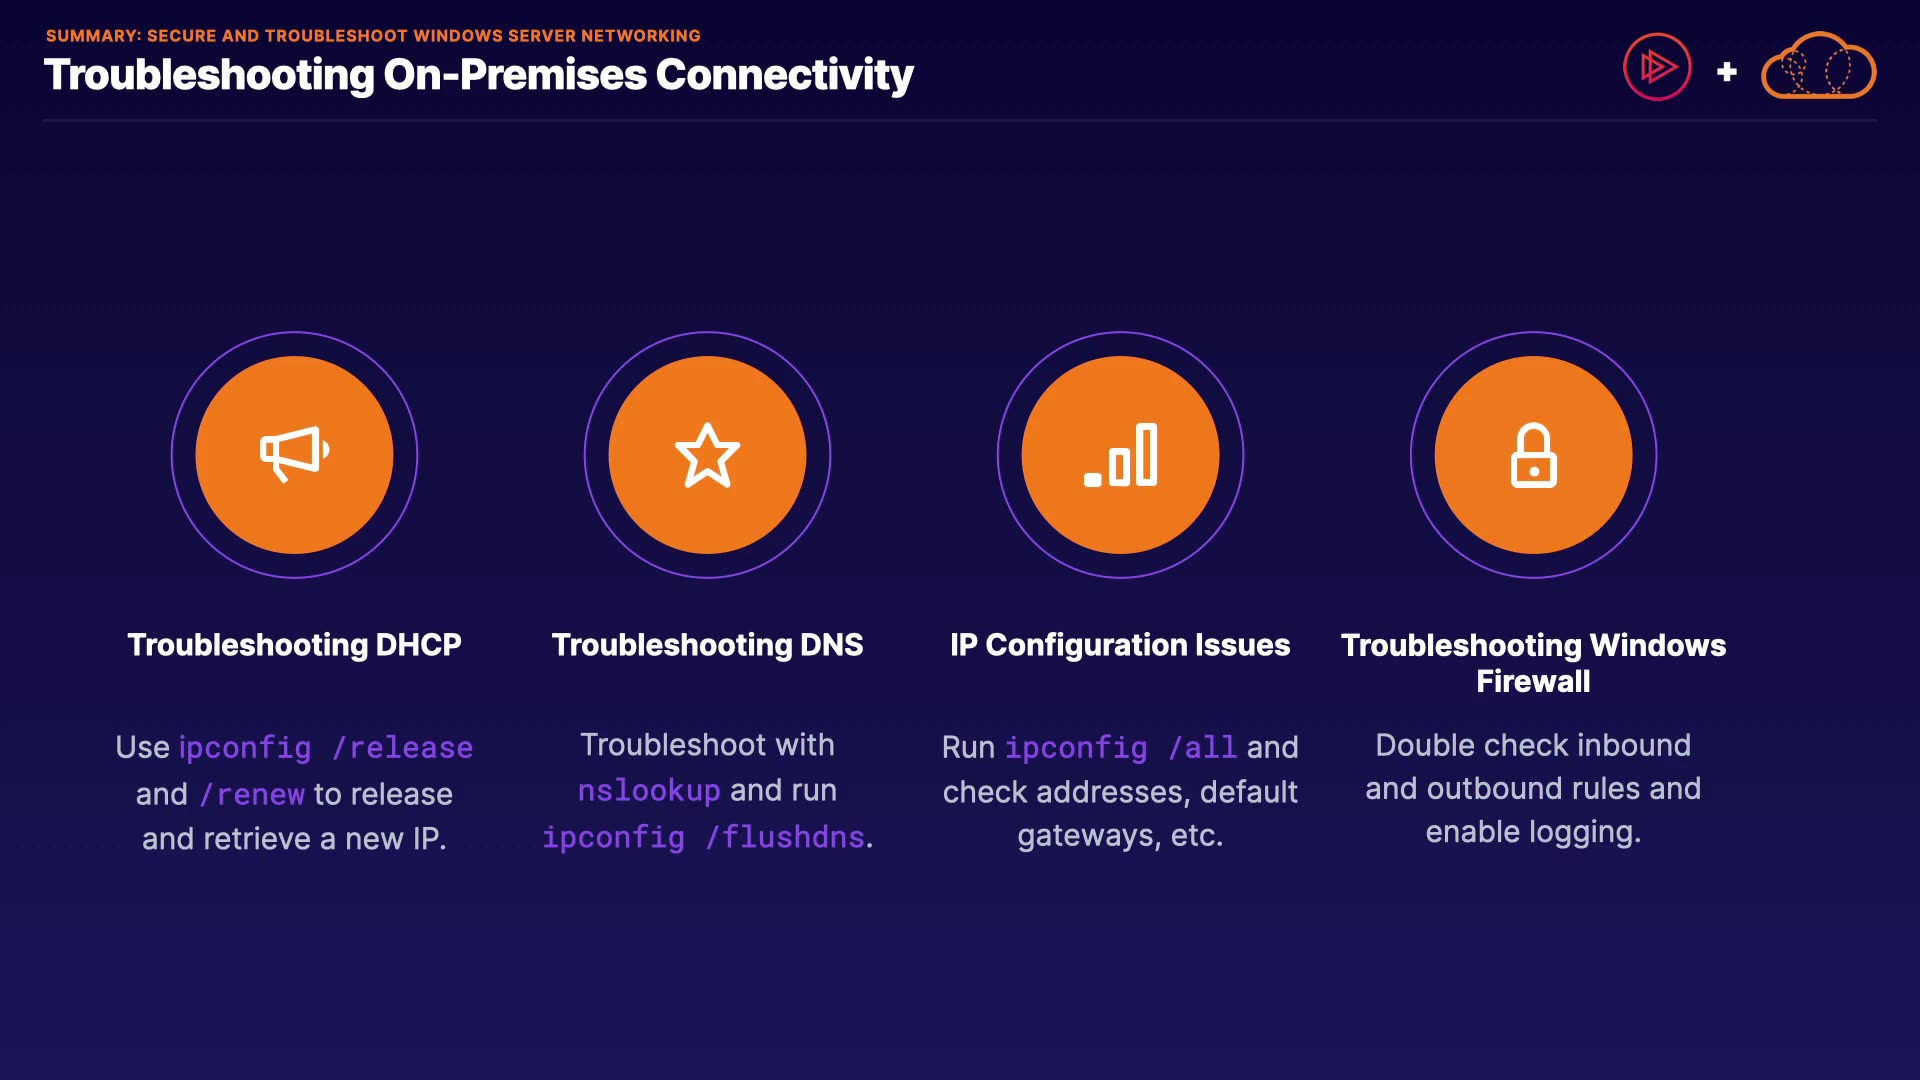 SUMMARY: SECURE AND TROUBLESHOOT WINDOWS SERVER NETWORKING
Troubleshooting On-Premises Connectivity
+
Troubleshooting DHCP
Use ipconfig /release
and /renew to release
and retrieve a new IP.
Troubleshooting DNS
Troubleshoot with
nslookup and run
ipconfig /flushdns.
IP Configuration Issues
Run ipconfig /all and
check addresses, default
gateways, etc.
Troubleshooting Windows
Firewall
Double check inbound
and outbound rules and
enable logging.